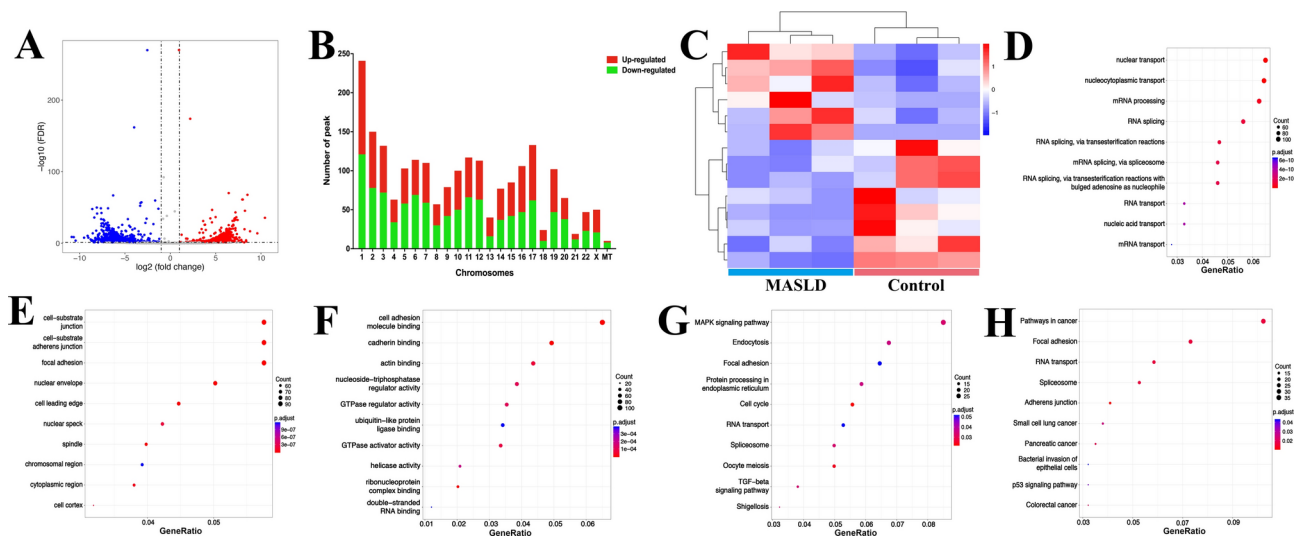 A
-log10 (FDR)
200
100
0
-10
-5
0
5
10
log2 (fold change)
B
Up-regulated
Down-regulated
Number of peak
250
200
150
100
50
0
1 2 3 4 5 6 7 8 9 10 11 12 13 14 15 16 17 18 19 20 21 22 X MT
Chromosomes
C
1
0
-1
MASLD
Control
D
nuclear transport
nucleocytoplasmic transport
mRNA processing
RNA splicing
RNA splicing, via transesterification reactions
mRNA splicing, via spliceosome
RNA splicing, via transesterification reactions with
bulged adenosine as nucleophile
RNA transport
nucleic acid transport
mRNA transport
0.03 0.04 0.05 0.06
GeneRatio
Count
60
80
100
p.adjust
6e-10
4e-10
2e-10
E
cell-substrate
junction
cell-substrate
adherens junction
focal adhesion
nuclear envelope
cell leading edge
nuclear speck
spindle
chromosomal region
cytoplasmic region
cell cortex
0.04 0.05
GeneRatio
Count
60
70
80
90
p.adjust
9e-07
5e-07
3e-07
F
cell adhesion
molecule binding
cadherin binding
actin binding
nucleoside-triphosphatase
regulator activity
GTPase regulator activity
ubiquitin-like protein
ligase binding
GTPase activator activity
helicase activity
ribonucleoprotein
complex binding
double-stranded
RNA binding
0.01 0.02 0.03 0.04 0.05 0.06
GeneRatio
Count
20
40
60
80
100
p.adjust
3e-04
2e-04
1e-04
G
MAPK signaling pathway
Endocytosis
Focal adhesion
Protein processing in
endoplasmic reticulum
Cell cycle
RNA transport
Spliceosome
Oocyte meiosis
TGF-beta
signaling pathway
Shigellosis
0.04 0.05 0.06 0.07 0.08
GeneRatio
Count
15
20
25
p.adjust
0.05
0.04
0.03
H
Pathways in cancer
Focal adhesion
RNA transport
Spliceosome
Adherens junction
Small cell lung cancer
Pancreatic cancer
Bacterial invasion of
epithelial cells
p53 signaling pathway
Colorectal cancer
0.03 0.05 0.07 0.09
GeneRatio
Count
15
20
25
30
35
p.adjust
0.04
0.03
0.02